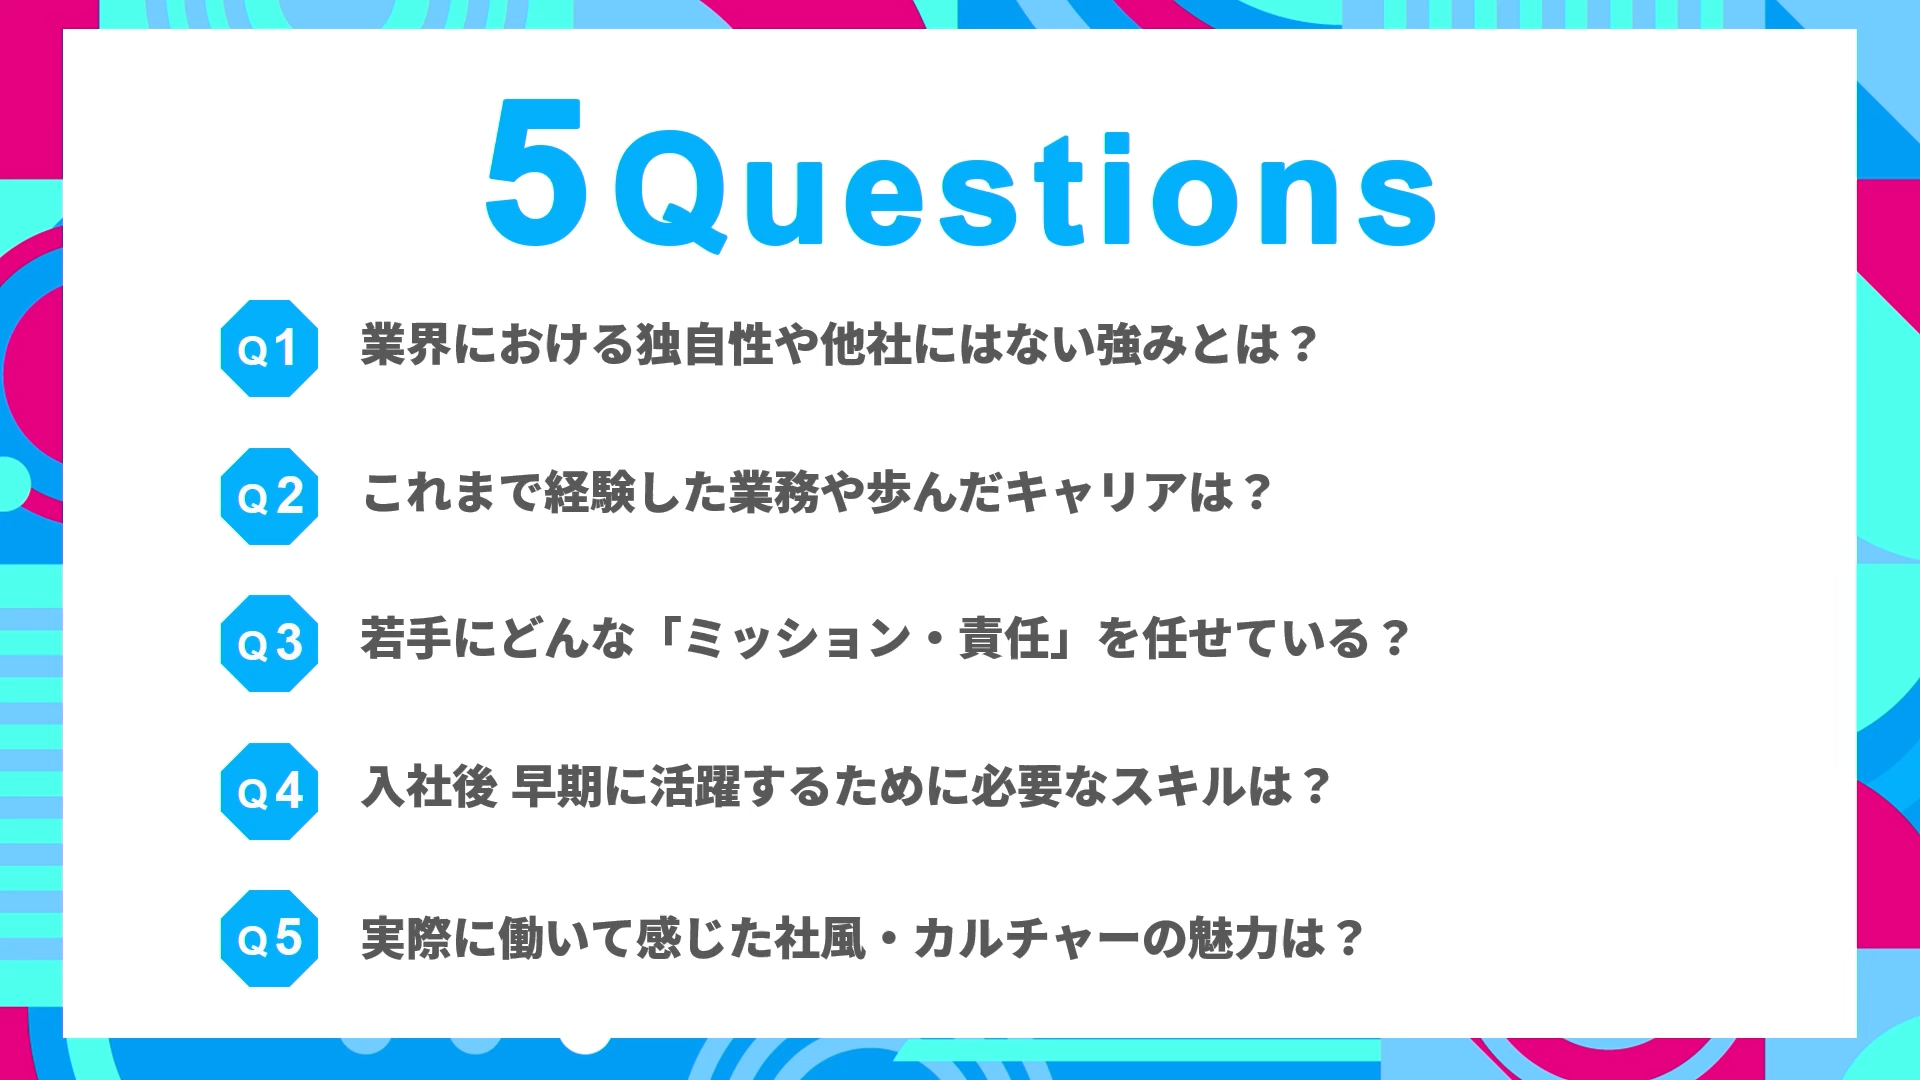 5Questions
Q1 業界における独自性や他社にはない強みとは？
Q2 これまで経験した業務や歩んだキャリアは？
Q3 若手にどんな「ミッション・責任」を任せている？
Q4 入社後 早期に活躍するために必要なスキルは？
Q5 実際に働いて感じた社風・カルチャーの魅力は？